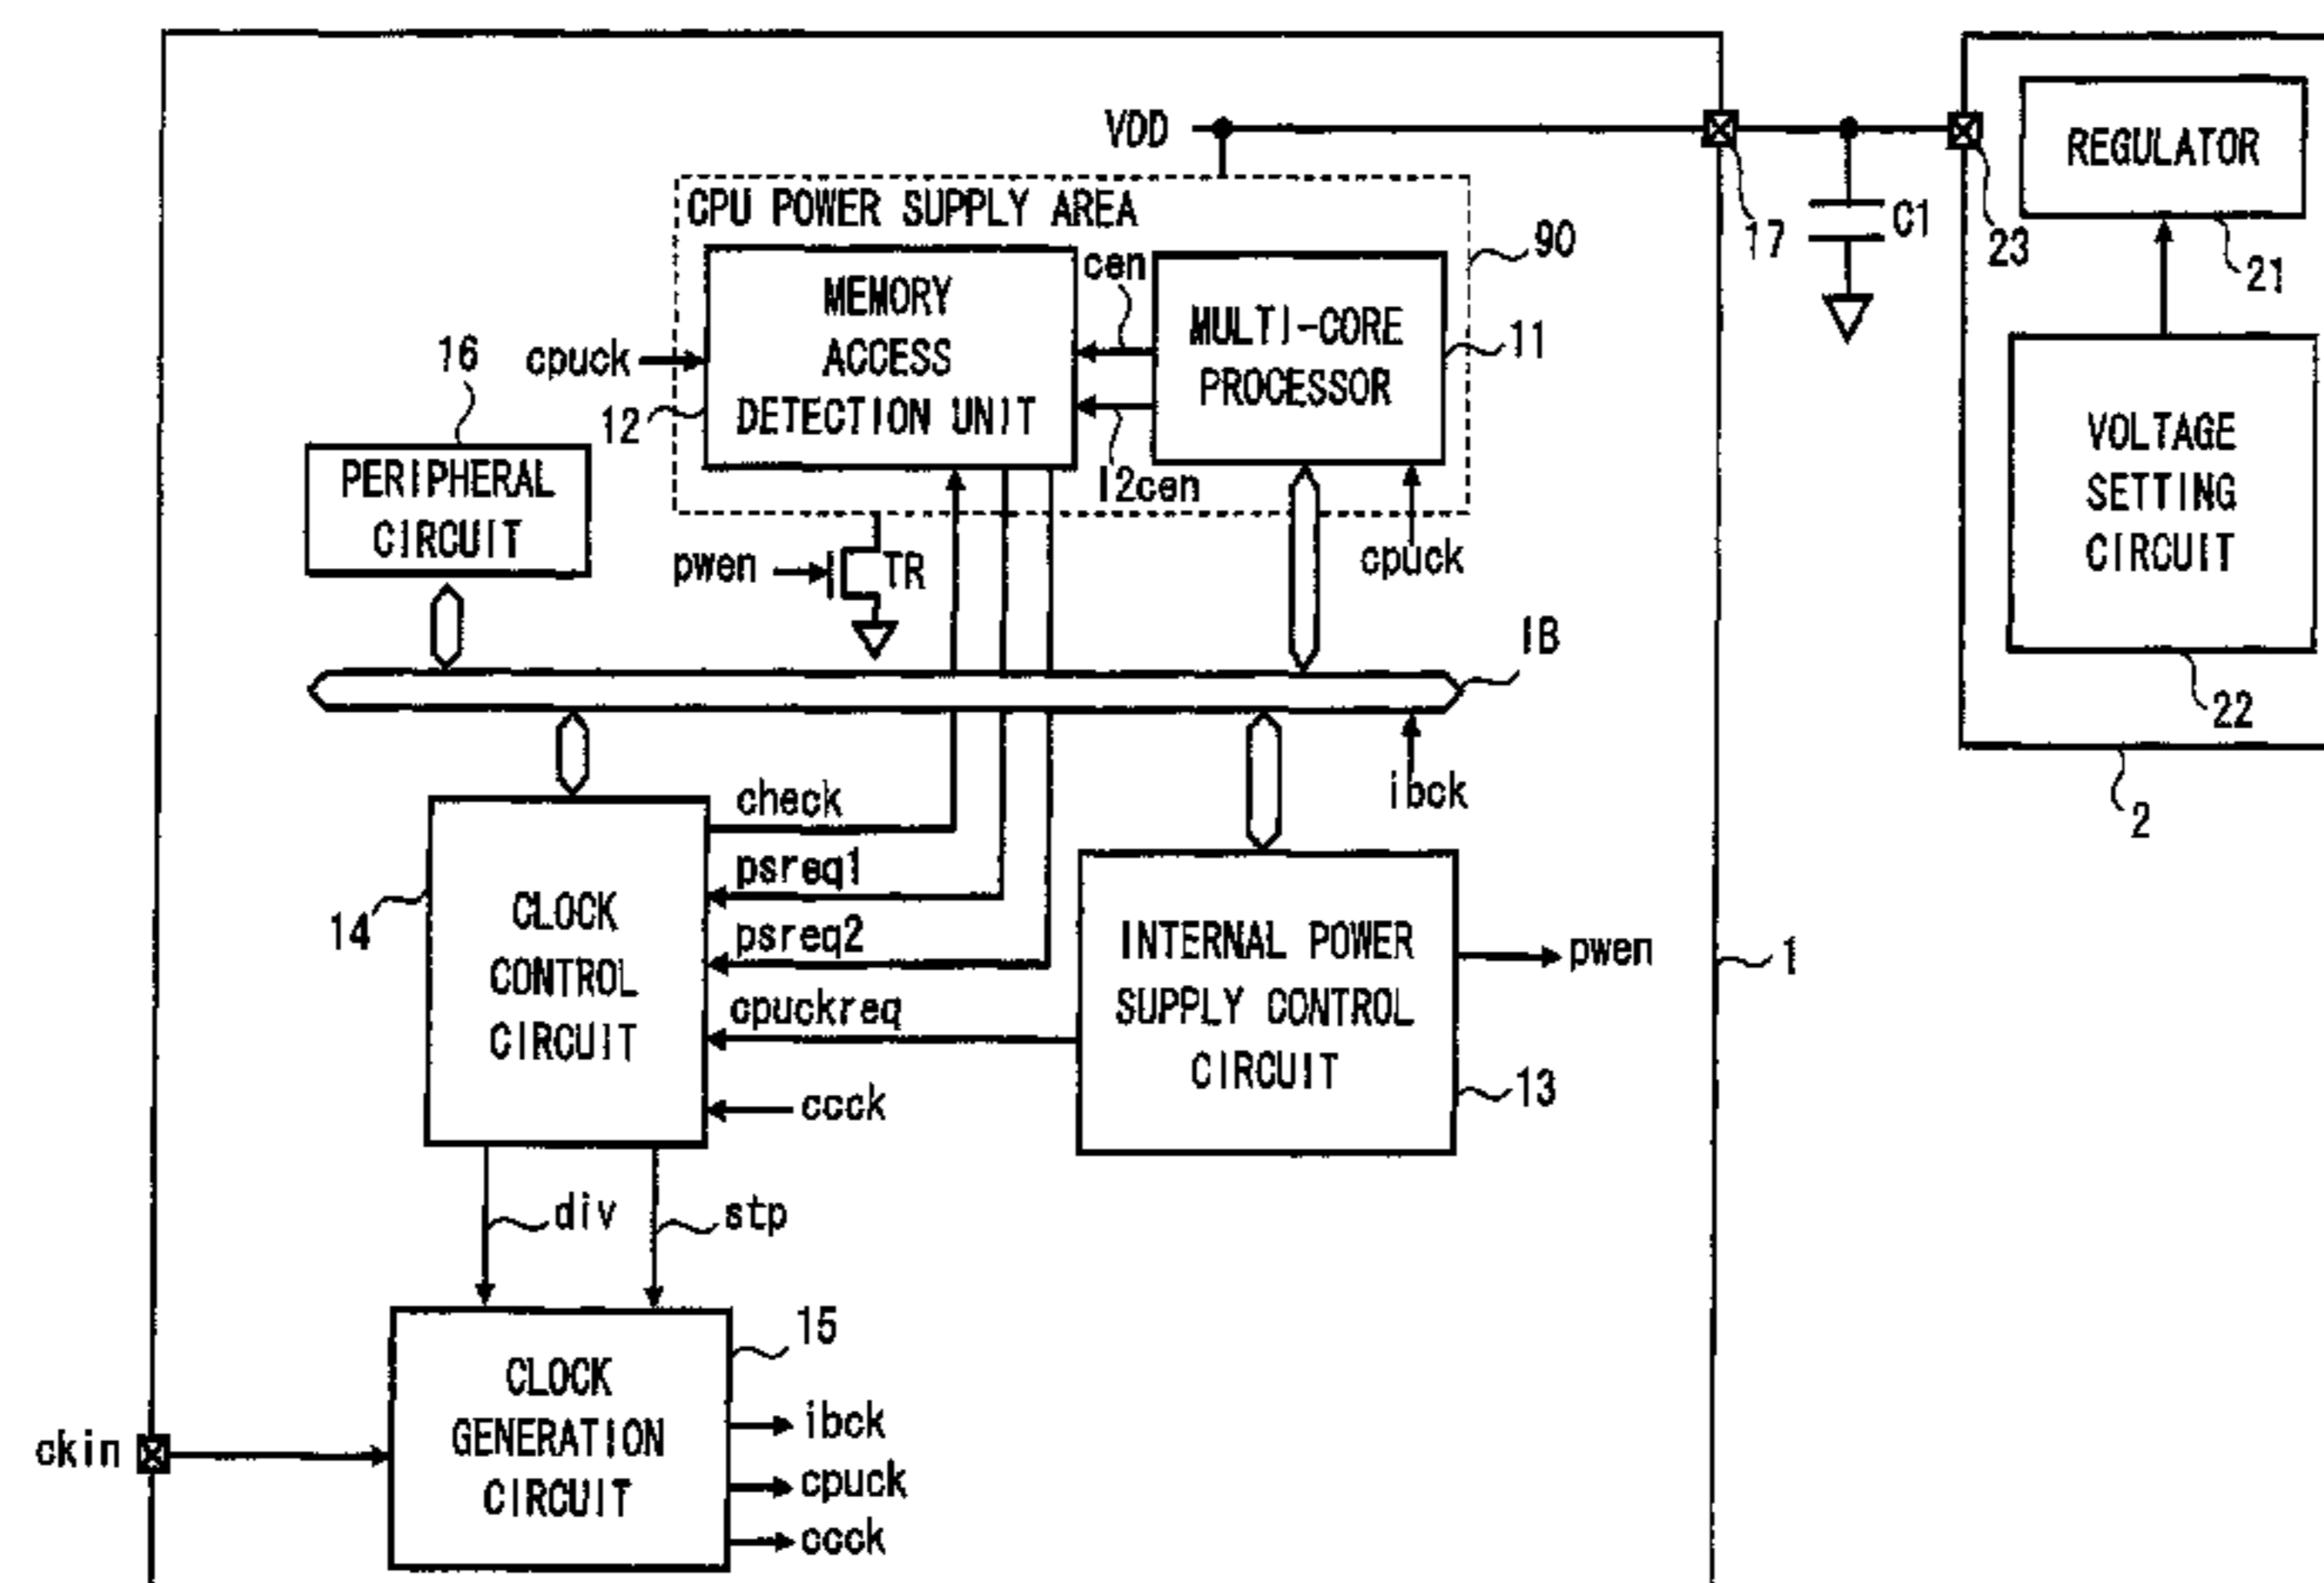 VDD
REGULATOR
CPU POWER SUPPLY AREA
90
17
C1
23
21
MEMORY
ACCESS
DETECTION UNIT
cen
MULTI-CORE
PROCESSOR
11
16
cpuck
12
l2cen
VOLTAGE
SETTING
CIRCUIT
PERIPHERAL
CIRCUIT
pwen
TR
cpuck
IB
22
check
ibck
2
psreq1
14
CLOCK
CONTROL
CIRCUIT
psreq2
INTERNAL POWER
SUPPLY CONTROL
CIRCUIT
pwen
1
cpuckreq
13
ccck
div
stp
15
CLOCK
GENERATION
CIRCUIT
ckin
ibck
cpuck
ccck